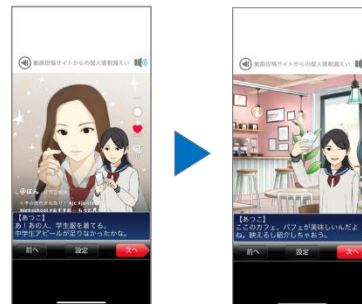 動画投稿サイトからの個人情報漏えい
@ぽん
【あつこ】
あ！あの人、学生服を着てる。
中学生アピールが足りなかったかな。
前へ
設定
次へ
動画投稿サイトからの個人情報漏えい
【あつこ】
ここのカフェ、パフェが美味しいんだよ
ね。映えるし紹介しちゃおう。
前へ
設定
次へ